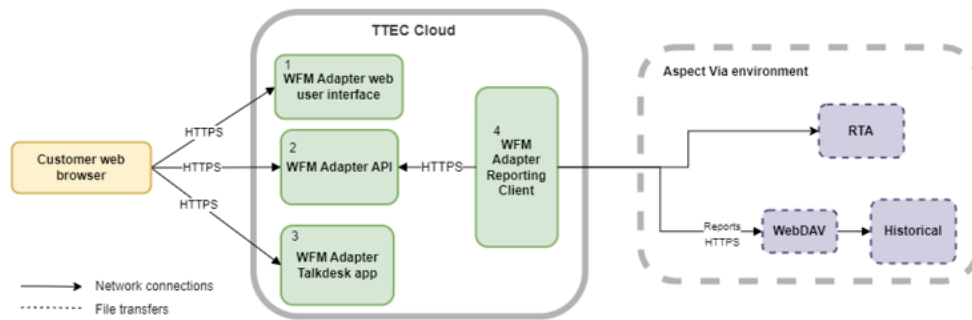 TTEC Cloud
Aspect Via environment
1
WFM Adapter web
user interface
HTTPS
Customer web
browser
HTTPS
2
WFM Adapter API
HTTPS
4
WFM
Adapter
Reporting
Client
RTA
HTTPS
3
WFM Adapter
Talkdesk app
Reports
HTTPS
WebDAV
Historical
Network connections
File transfers